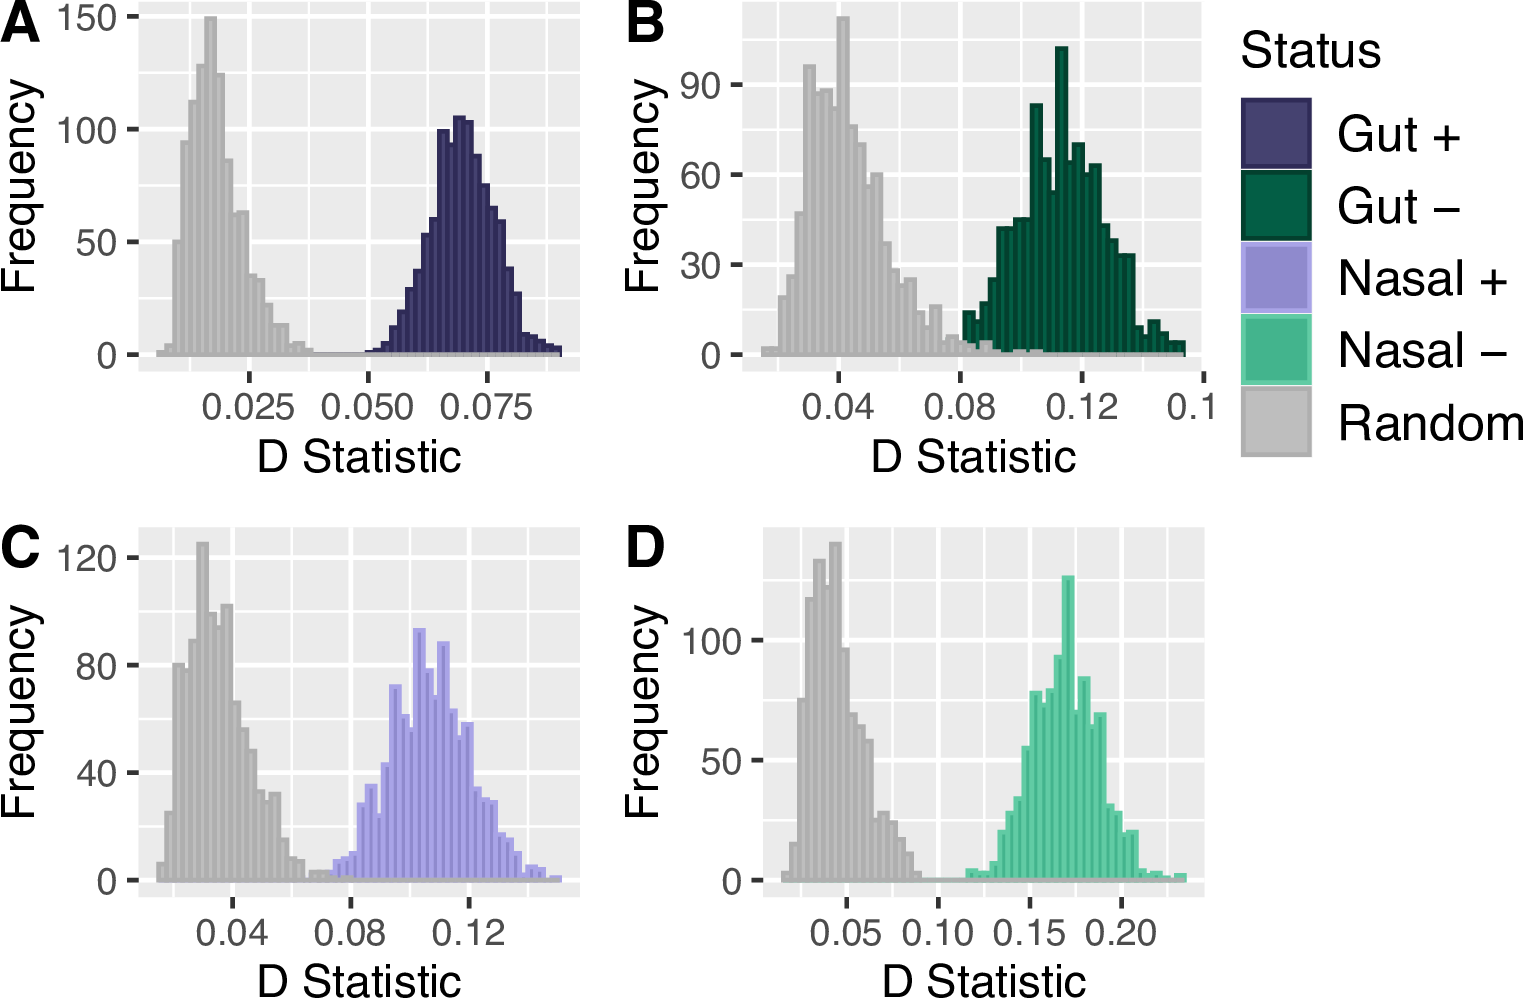 A
Frequency
150
100
50
0
0.025 0.050 0.075
D Statistic
B
Frequency
90
60
30
0
0.04 0.08 0.12 0.1
D Statistic
Status
Gut +
Gut −
Nasal +
Nasal −
Random
C
Frequency
120
80
40
0
0.04 0.08 0.12
D Statistic
D
Frequency
100
50
0
0.05 0.10 0.15 0.20
D Statistic